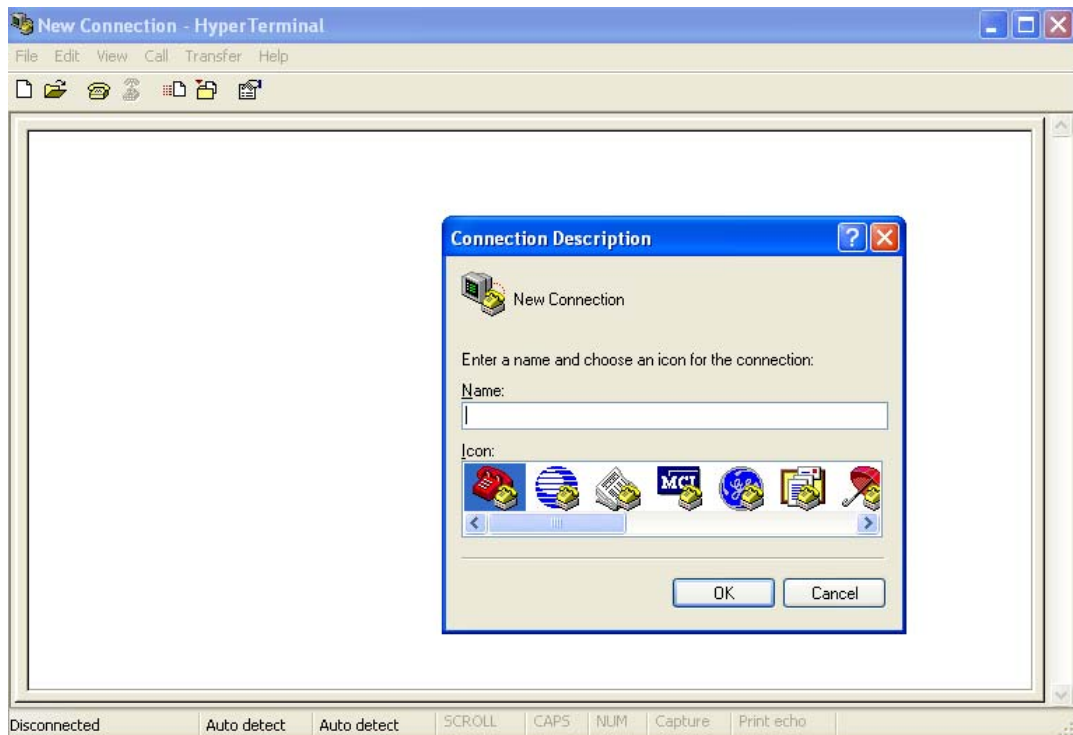 New Connection - HyperTerminal
File Edit View Call Transfer Help
Connection Description
New Connection
Enter a name and choose an icon for the connection:
Name:
Icon:
MCI
OK Cancel
Disconnected Auto detect Auto detect SCROLL CAPS NUM Capture Print echo